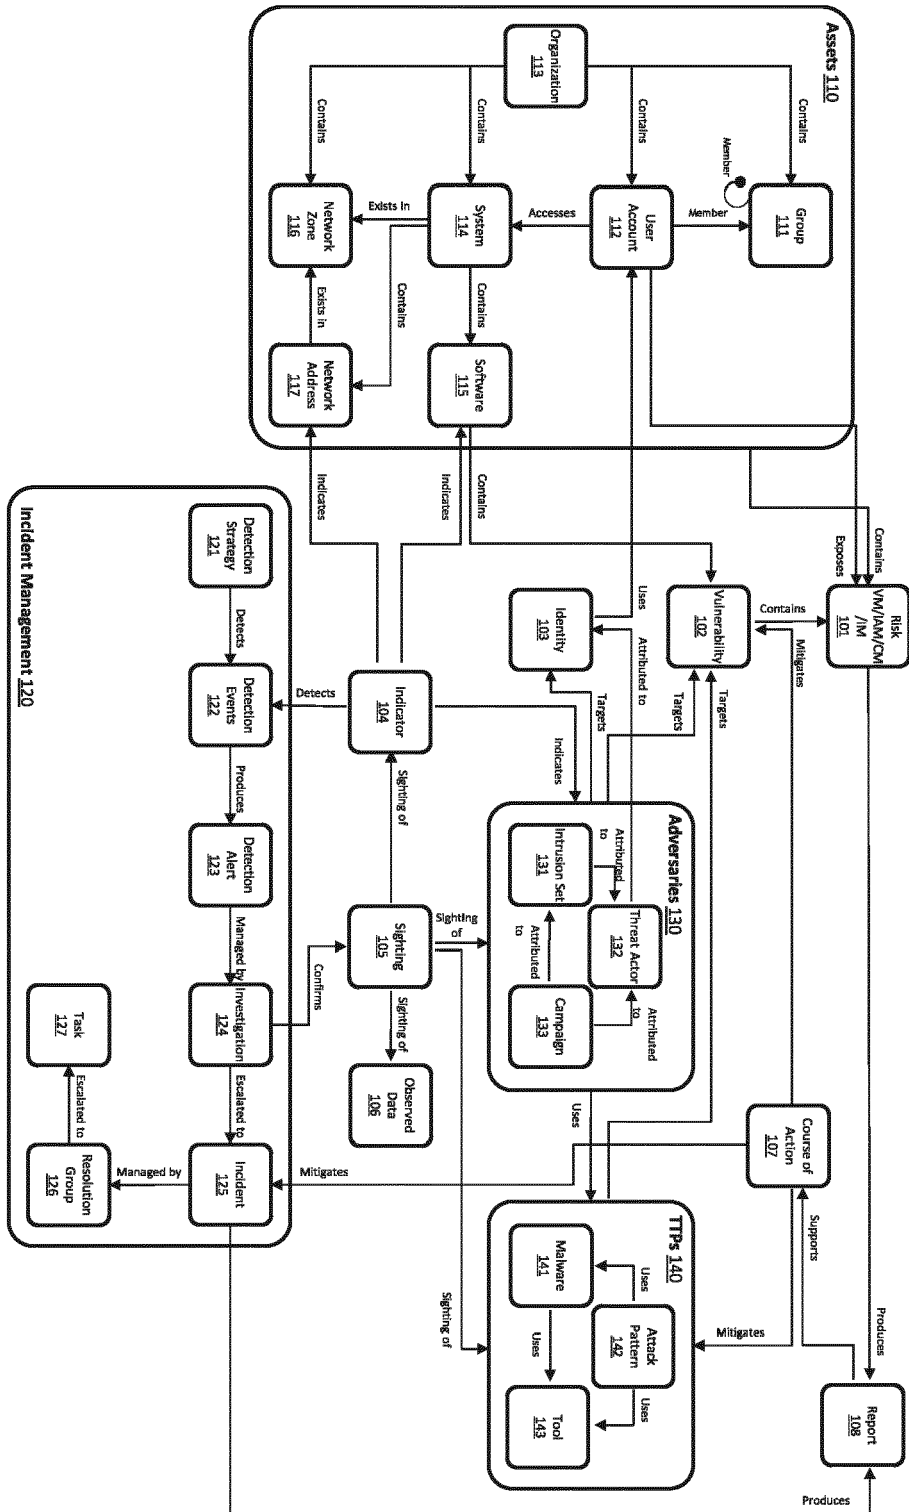 Assets 110
Organization
113
Contains
Contains
Contains
Contains
Group
111
Member
Member
User
Account
112
Accesses
System
114
Exists in
Contains
Contains
Network
Zone
116
Exists in
Network
Address
117
Software
115
Contains
Indicates
Indicates
Contains
Exposes
Risk
VM/IAM/CM
/IM
101
Contains
Mitigates
Vulnerability
102
Uses
Identity
103
Attributed to
Targets
Targets
Targets
Indicator
104
Detects
Indicates
Sighting of
Sighting
105
Sighting
of
Sighting of
Confirms
Observed
Data
106
Sighting of
Adversaries 130
Intrusion Set
131
Attributed
to
Threat Actor
132
Attributed
to
Campaign
133
Attributed
to
Uses
Course of
Action
107
Supports
Mitigates
Mitigates
Produces
Report
108
Produces
TTPs 140
Malware
141
Uses
Attack
Pattern
142
Uses
Uses
Tool
143
Incident Management 120
Detection
Strategy
121
Detects
Detection
Events
122
Produces
Detection
Alert
123
Managed by
Investigation
124
Escalated to
Incident
125
Managed by
Resolution
Group
126
Escalated to
Task
127